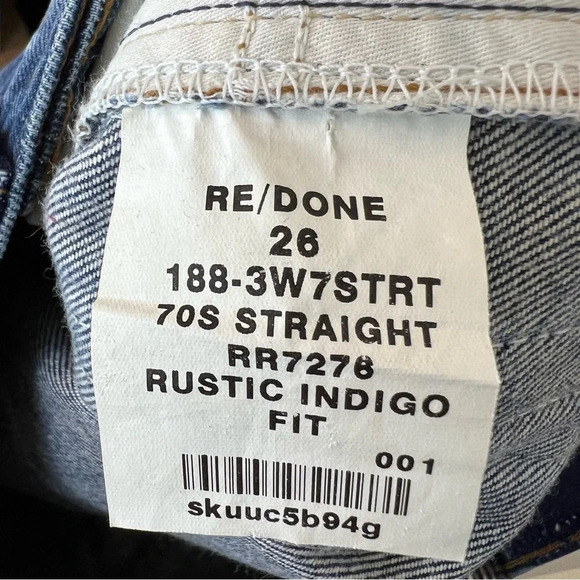 RE/DONE
26
188-3W7STRT
70S STRAIGHT
RR7276
RUSTIC INDIGO
FIT
001
skuuc5b94g